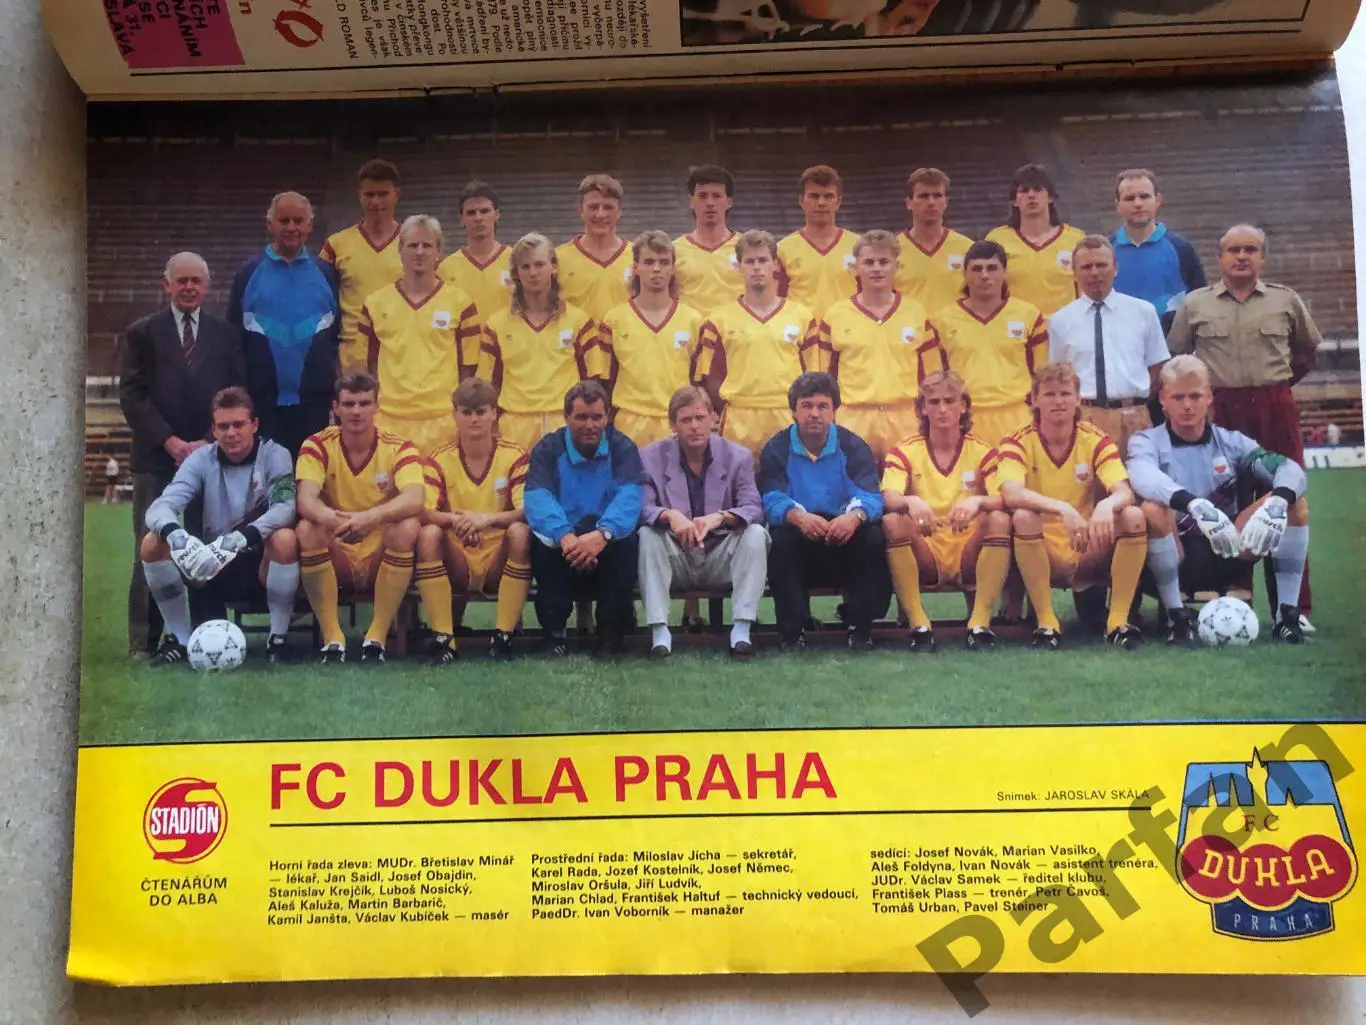 FC DUKLA PRAHA
Snímek: JAROSLAV SKÁLA
STADIÓN
ČTENÁŘŮM
DO ALBA
Horní řada zleva: MUDr. Břetislav Minář
— lékař, Jan Saidl, Josef Obajdin,
Stanislav Krejčík, Luboš Nosický,
Aleš Kaluža, Martin Barbarič,
Kamil Janšta, Václav Kubíček — masér
Prostřední řada: Miloslav Jícha — sekretář,
Karel Rada, Jozef Kostelník, Josef Němec,
Miroslav Oršula, Jiří Ludvík,
Marian Chlad, František Haltuf — technický vedoucí,
PaedDr. Ivan Voborník — manažer
sedící: Josef Novák, Marian Vasilko,
Aleš Foldyna, Ivan Novák — asistent trenéra,
JUDr. Václav Samek — ředitel klubu,
František Plass — trenér, Petr Čavoš,
Tomáš Urban, Pavel Steiner
F.C
DUKLA
PRAHA
Parfan